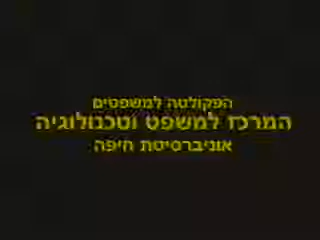 הפקולטה למשפטים
המרכז למשפט וטכנולוגיה
אוניברסיטת חיפה